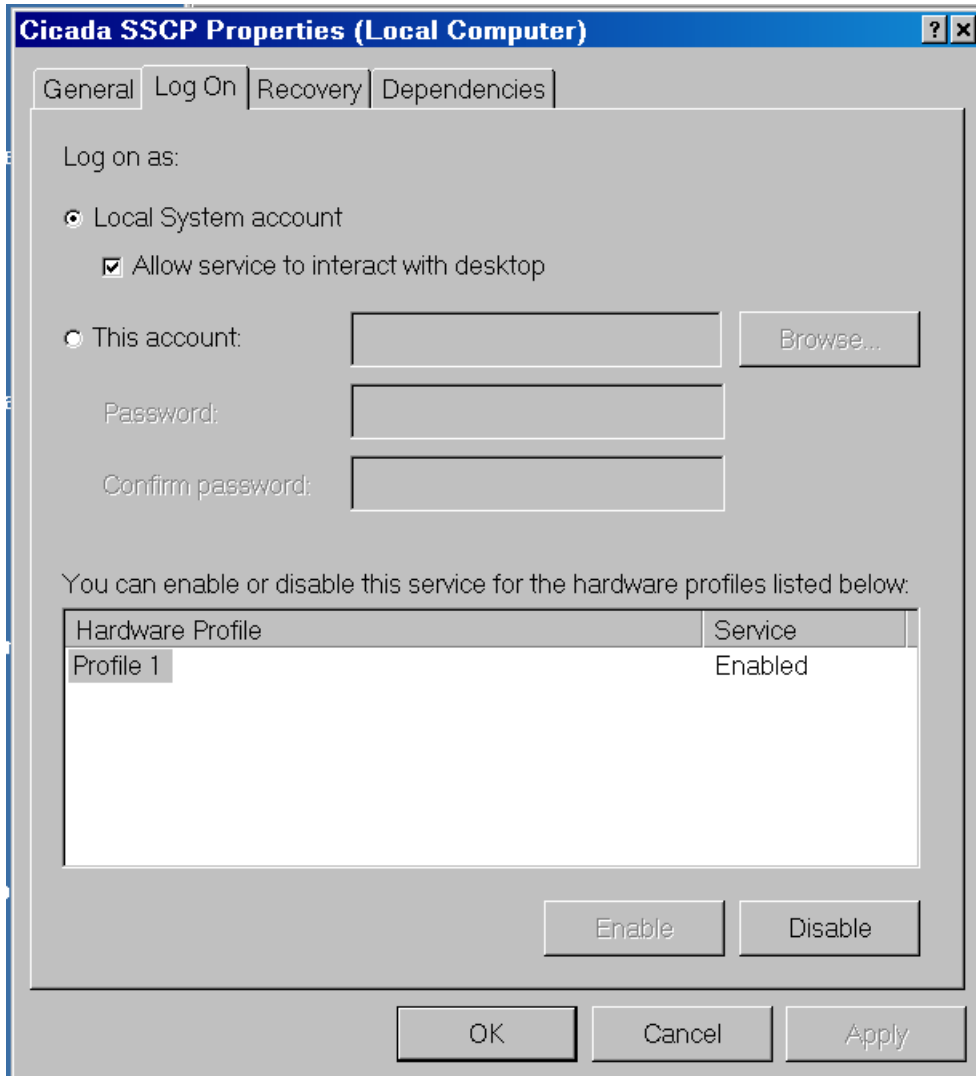 Cicada SSCP Properties (Local Computer)
General Log On Recovery Dependencies
Log on as:
Local System account
Allow service to interact with desktop
This account:
Browse...
Password:
Confirm password:
You can enable or disable this service for the hardware profiles listed below:
Hardware Profile Service
Profile 1 Enabled
Enable Disable
OK Cancel Apply